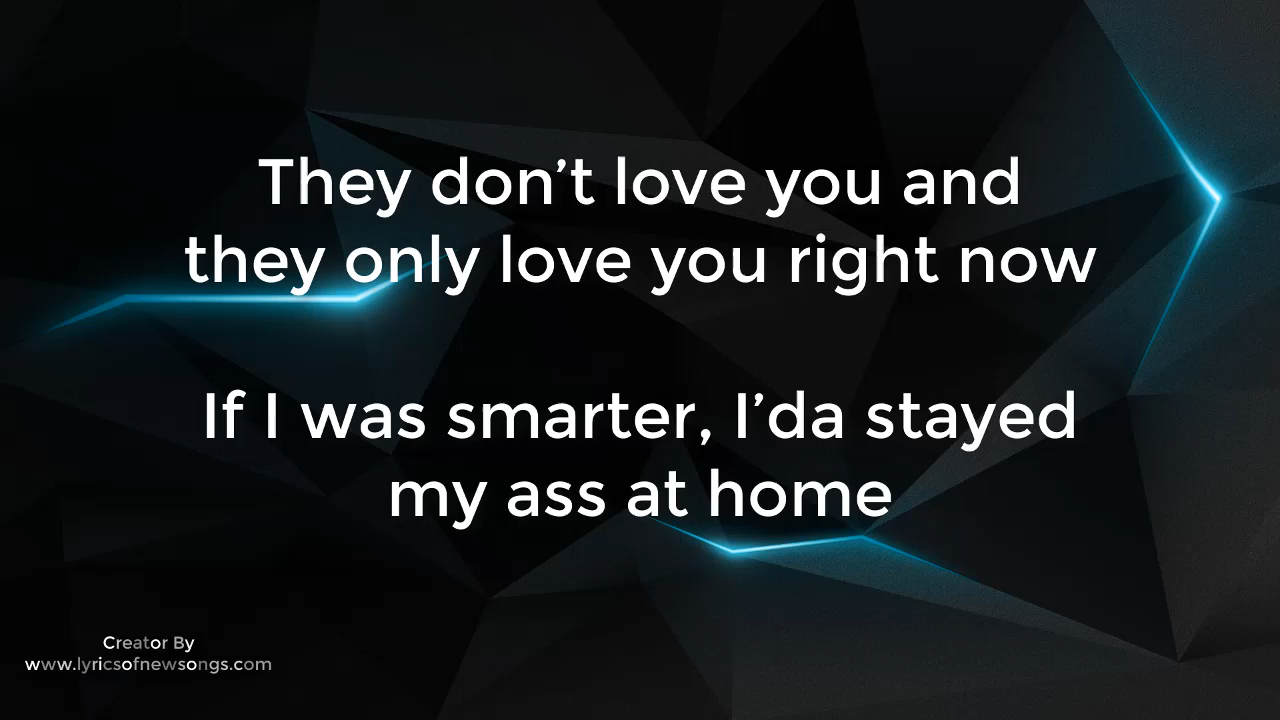 They don’t love you and
they only love you right now
If I was smarter, I’da stayed
my ass at home
Creator By
www.lyricsofnewsongs.com